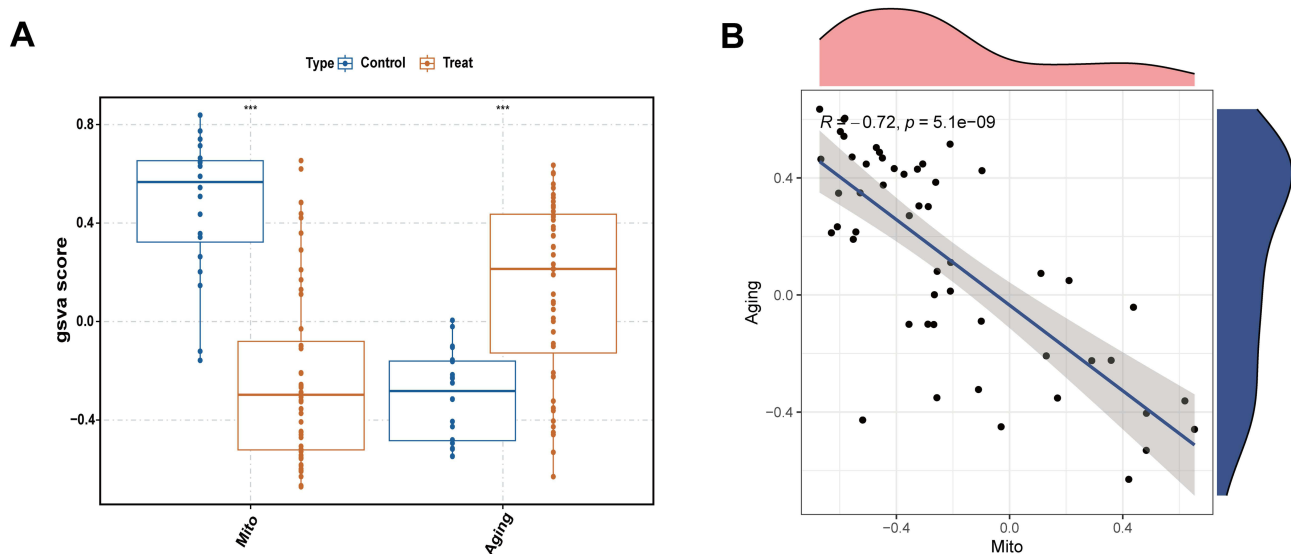 A
Type Control Treat
***
***
gsva score
0.8
0.4
0.0
−0.4
Mito
Aging
B
R = −0.72, p = 5.1e−09
Aging
0.4
0.0
−0.4
−0.4
0.0
0.4
Mito